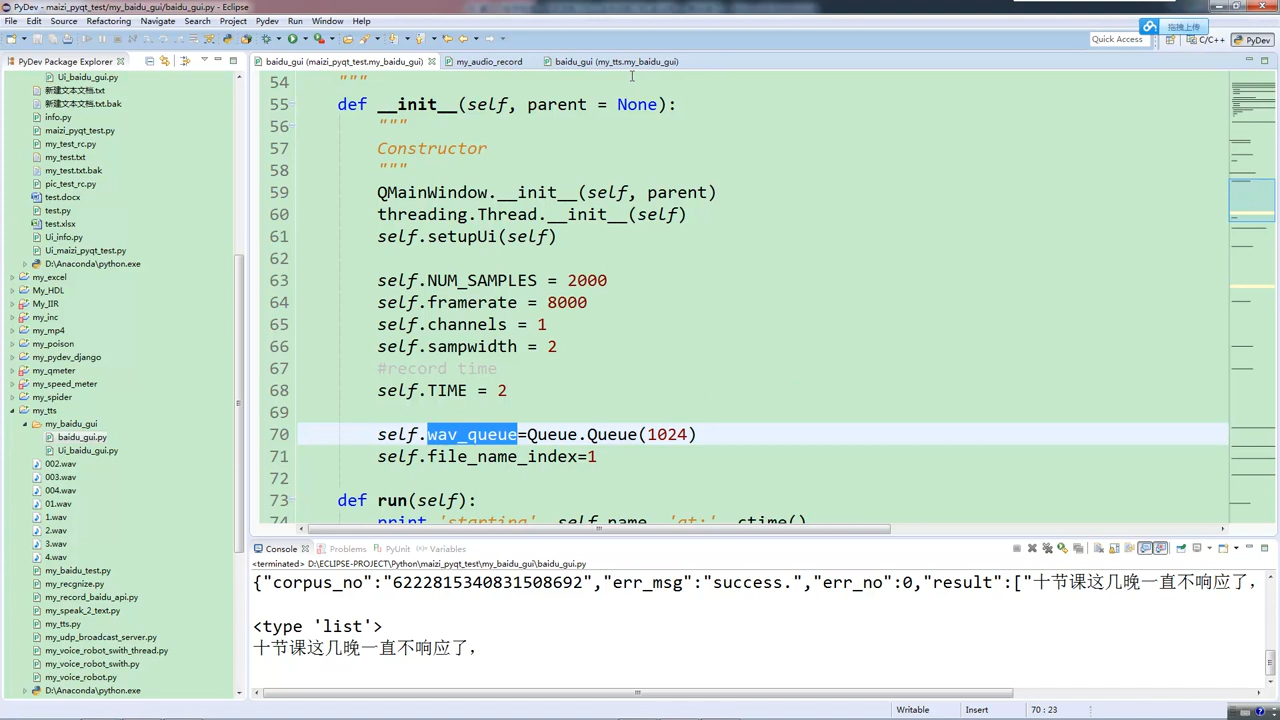 PyDev - maizi_pyqt_test/my_baidu_gui/baidu_gui.py - Eclipse
File Edit Source Refactoring Navigate Search Project Pydev Run Window Help
拖拽上传
Quick Access
C/C++
PyDev
PyDev Package Explorer
baidu_gui (maizi_pyqt_test.my_baidu_gui)
my_audio_record
baidu_gui (my_tts.my_baidu_gui)
Ui_baidu_gui.py
新建文本文档.txt
新建文本文档.txt.bak
info.py
maizi_pyqt_test.py
my_test_rc.py
my_test.txt
my_test.txt.bak
pic_test_rc.py
test.docx
test.py
test.xlsx
Ui_info.py
Ui_maizi_pyqt_test.py
D:\Anaconda\python.exe
my_excel
My_HDL
My_IIR
my_inc
my_mp4
my_poison
my_pydev_django
my_qmeter
my_speed_meter
my_spider
my_tts
my_baidu_gui
baidu_gui.py
Ui_baidu_gui.py
002.wav
003.wav
004.wav
01.wav
1.wav
2.wav
3.wav
4.wav
my_baidu_test.py
my_recgnize.py
my_record_baidu_api.py
my_speak_2_text.py
my_tts.py
my_udp_broadcast_server.py
my_voice_robot_swith_thread.py
my_voice_robot_swith.py
my_voice_robot.py
D:\Anaconda\python.exe
54 """
55 def __init__(self, parent = None):
56 """
57 Constructor
58 """
59 QMainWindow.__init__(self, parent)
60 threading.Thread.__init__(self)
61 self.setupUi(self)
62
63 self.NUM_SAMPLES = 2000
64 self.framerate = 8000
65 self.channels = 1
66 self.sampwidth = 2
67 #record time
68 self.TIME = 2
69
70 self.wav_queue=Queue.Queue(1024)
71 self.file_name_index=1
72
73 def run(self):
74 print 'starting', self.name, 'at:', ctime()
Console Problems PyUnit Variables
<terminated> D:\ECLIPSE-PROJECT\Python\maizi_pyqt_test\my_baidu_gui\baidu_gui.py
{"corpus_no":"6222815340831508692","err_msg":"success.","err_no":0,"result":["十节课这几晚一直不响应了,
<type 'list'>
十节课这几晚一直不响应了,
Writable Insert 70 : 23